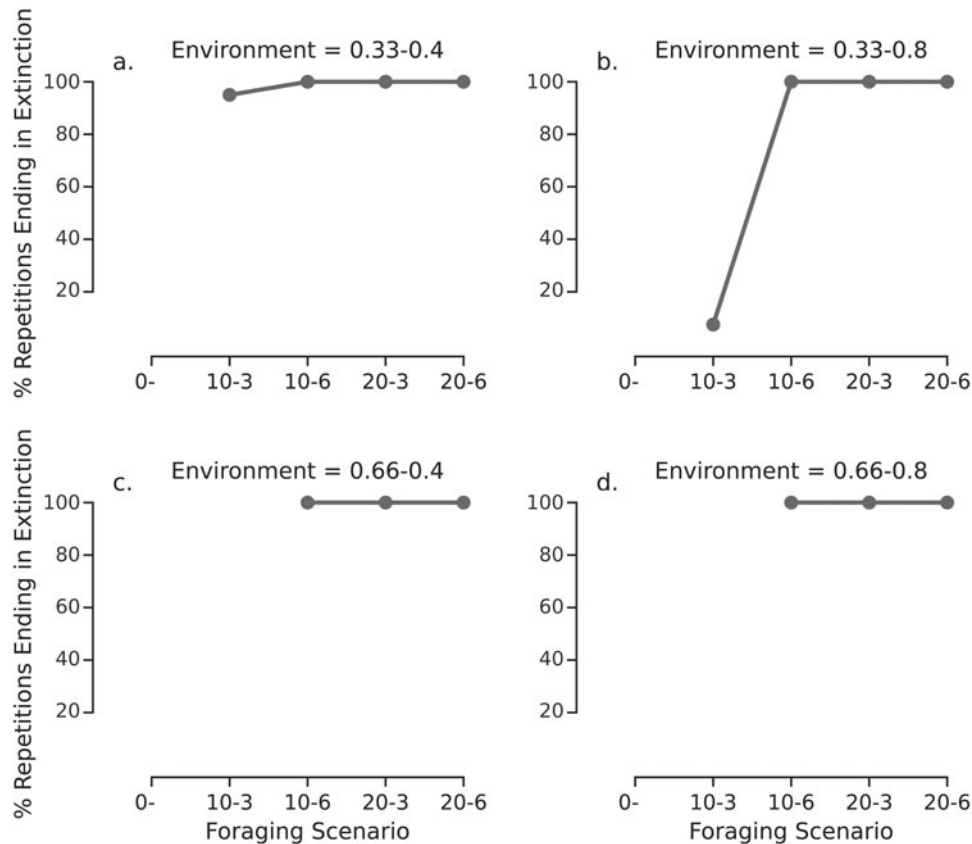 a. Environment = 0.33-0.4
% Repetitions Ending in Extinction
100
80
60
40
20
0- 10-3 10-6 20-3 20-6
b. Environment = 0.33-0.8
100
80
60
40
20
0- 10-3 10-6 20-3 20-6
c. Environment = 0.66-0.4
% Repetitions Ending in Extinction
100
80
60
40
20
0- 10-3 10-6 20-3 20-6
Foraging Scenario
d. Environment = 0.66-0.8
100
80
60
40
20
0- 10-3 10-6 20-3 20-6
Foraging Scenario